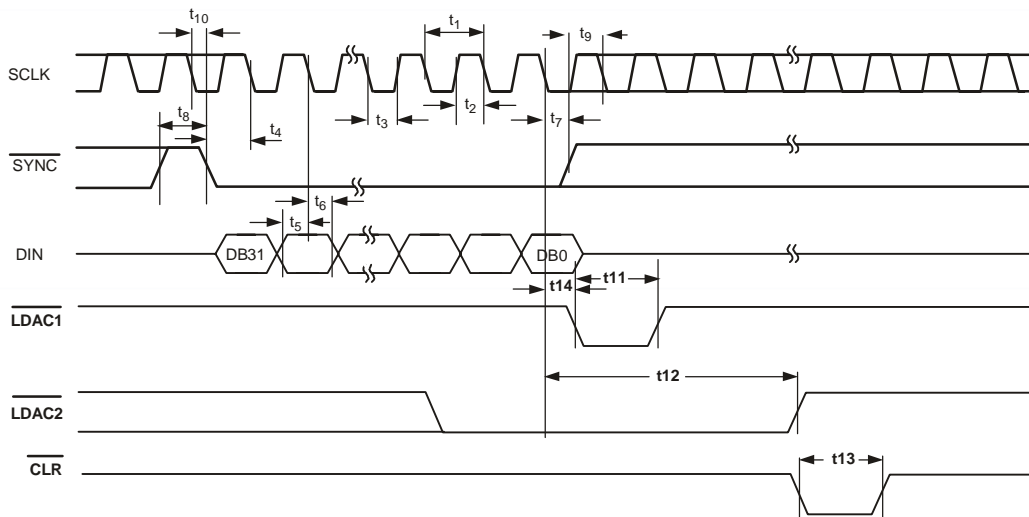 t10
t1
t9
SCLK
t8
t4
t3
t2
t7
SYNC
t6
t5
DIN
DB31
DB0
t14
t11
LDAC1
t12
LDAC2
CLR
t13